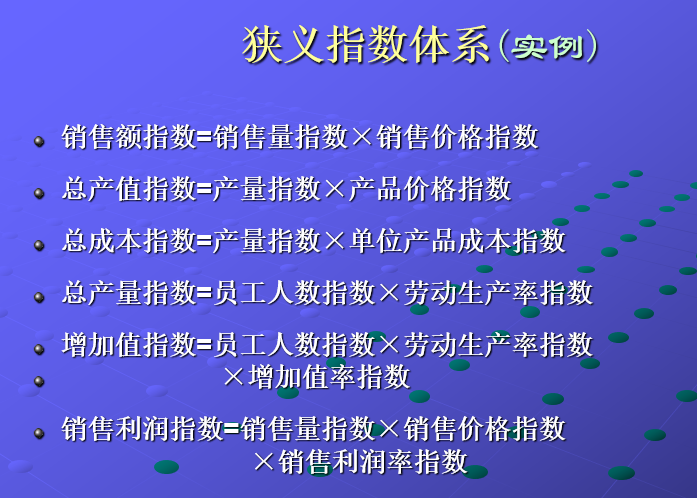 狭义指数体系(实例)
销售额指数=销售量指数×销售价格指数
总产值指数=产量指数×产品价格指数
总成本指数=产量指数×单位产品成本指数
总产量指数=员工人数指数×劳动生产率指数
增加值指数=员工人数指数×劳动生产率指数
×增加值率指数
销售利润指数=销售量指数×销售价格指数
×销售利润率指数